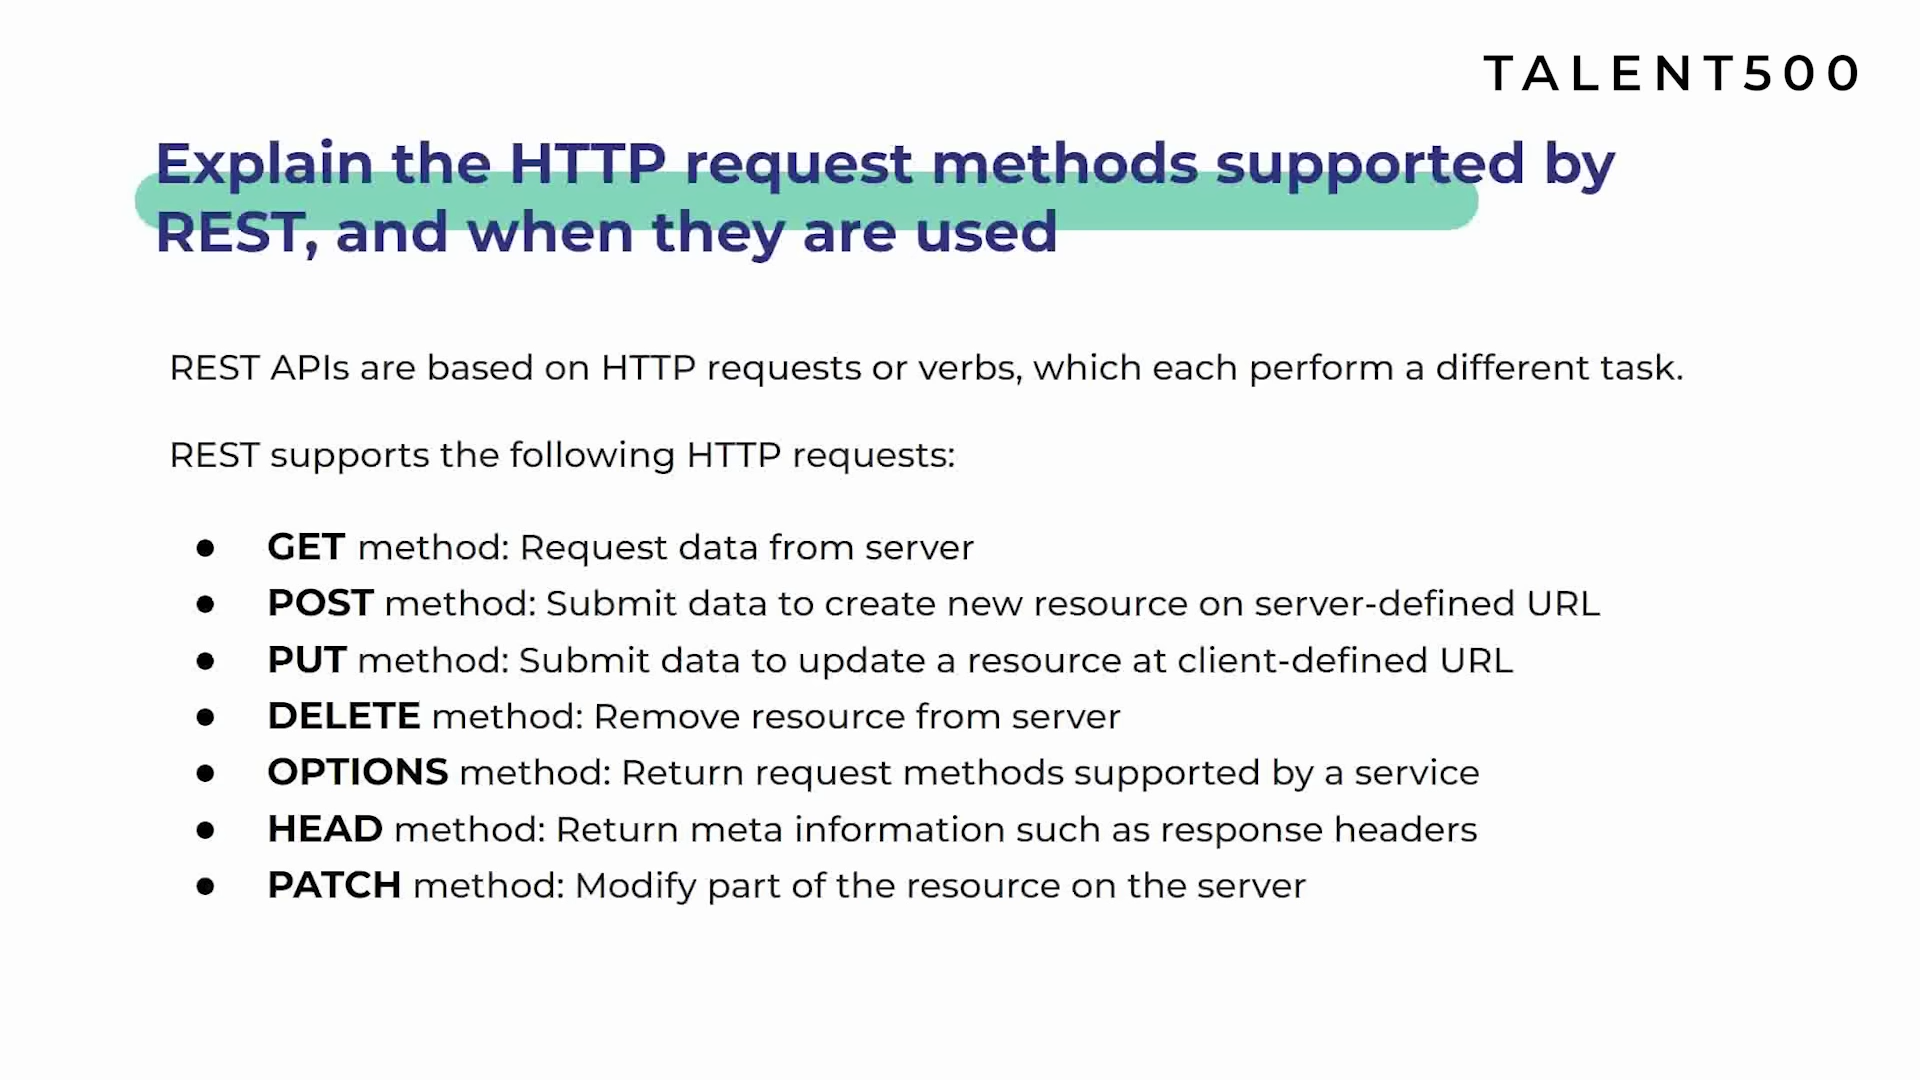 TALENT500
Explain the HTTP request methods supported by
REST, and when they are used
REST APIs are based on HTTP requests or verbs, which each perform a different task.
REST supports the following HTTP requests:
● GET method: Request data from server
● POST method: Submit data to create new resource on server-defined URL
● PUT method: Submit data to update a resource at client-defined URL
● DELETE method: Remove resource from server
● OPTIONS method: Return request methods supported by a service
● HEAD method: Return meta information such as response headers
● PATCH method: Modify part of the resource on the server